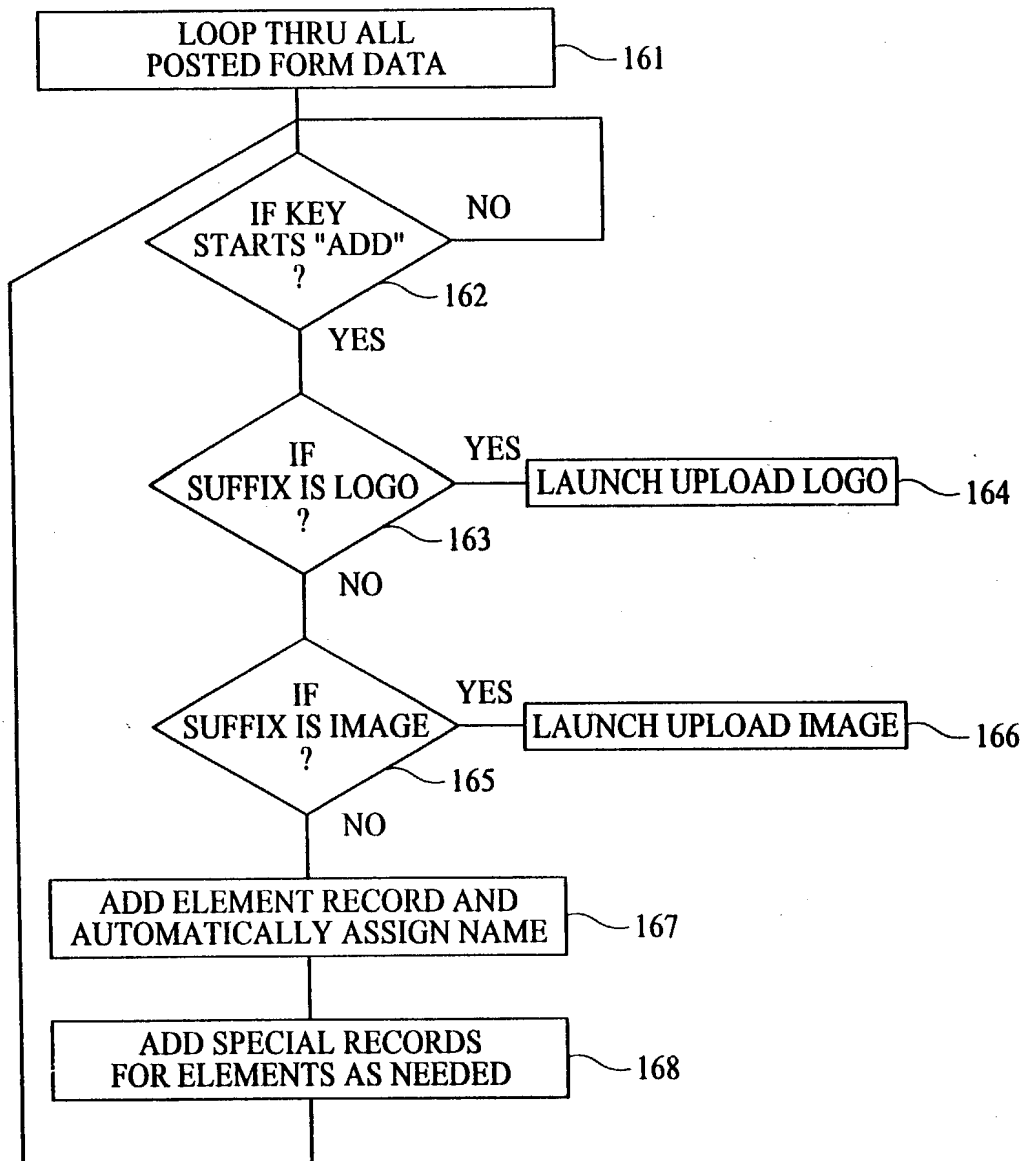 LOOP THRU ALL
POSTED FORM DATA
161
IF KEY
STARTS "ADD"
?
NO
162
YES
IF
SUFFIX IS LOGO
?
YES
LAUNCH UPLOAD LOGO
164
163
NO
IF
SUFFIX IS IMAGE
?
YES
LAUNCH UPLOAD IMAGE
166
165
NO
ADD ELEMENT RECORD AND
AUTOMATICALLY ASSIGN NAME
167
ADD SPECIAL RECORDS
FOR ELEMENTS AS NEEDED
168